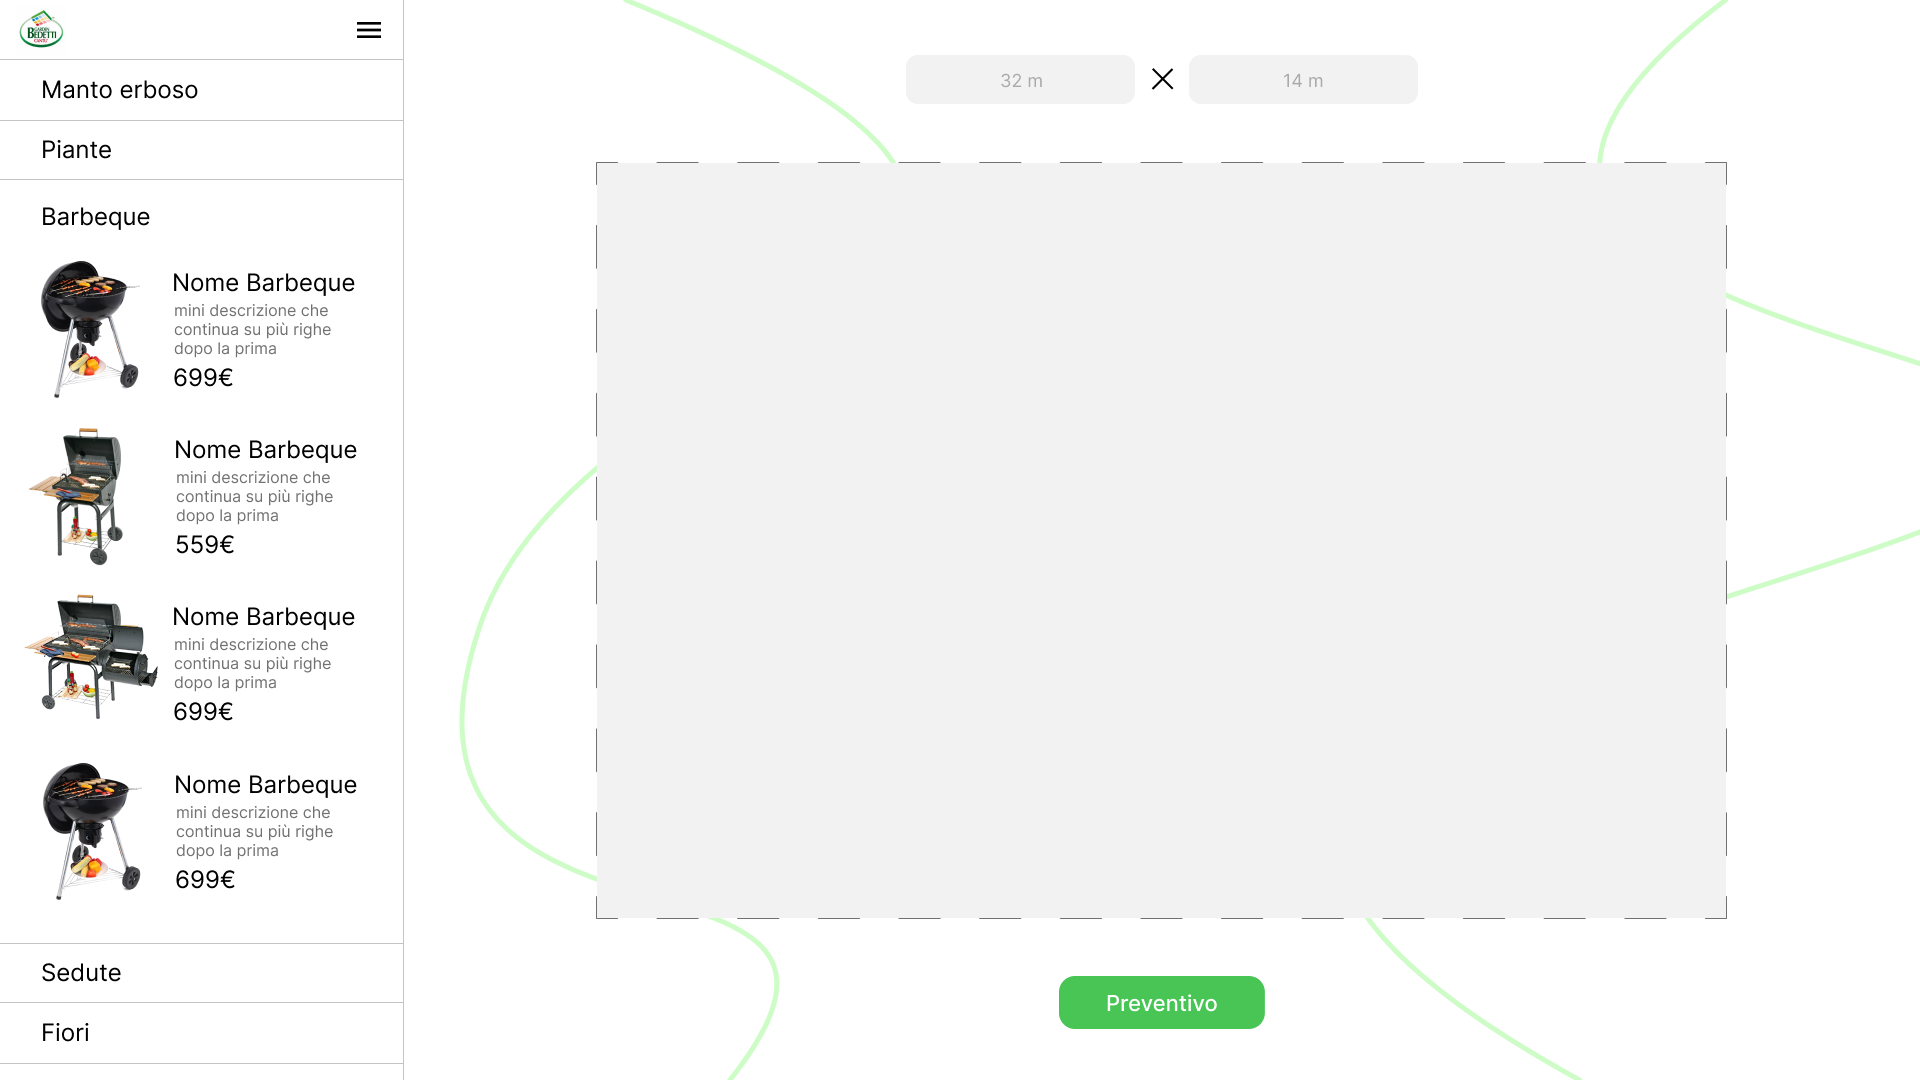 GARDEN
BEDETTI
CANTÙ
Manto erboso
Piante
Barbeque
Nome Barbeque
mini descrizione che
continua su più righe
dopo la prima
699€
Nome Barbeque
mini descrizione che
continua su più righe
dopo la prima
559€
Nome Barbeque
mini descrizione che
continua su più righe
dopo la prima
699€
Nome Barbeque
mini descrizione che
continua su più righe
dopo la prima
699€
Sedute
Fiori
32 m
14 m
Preventivo